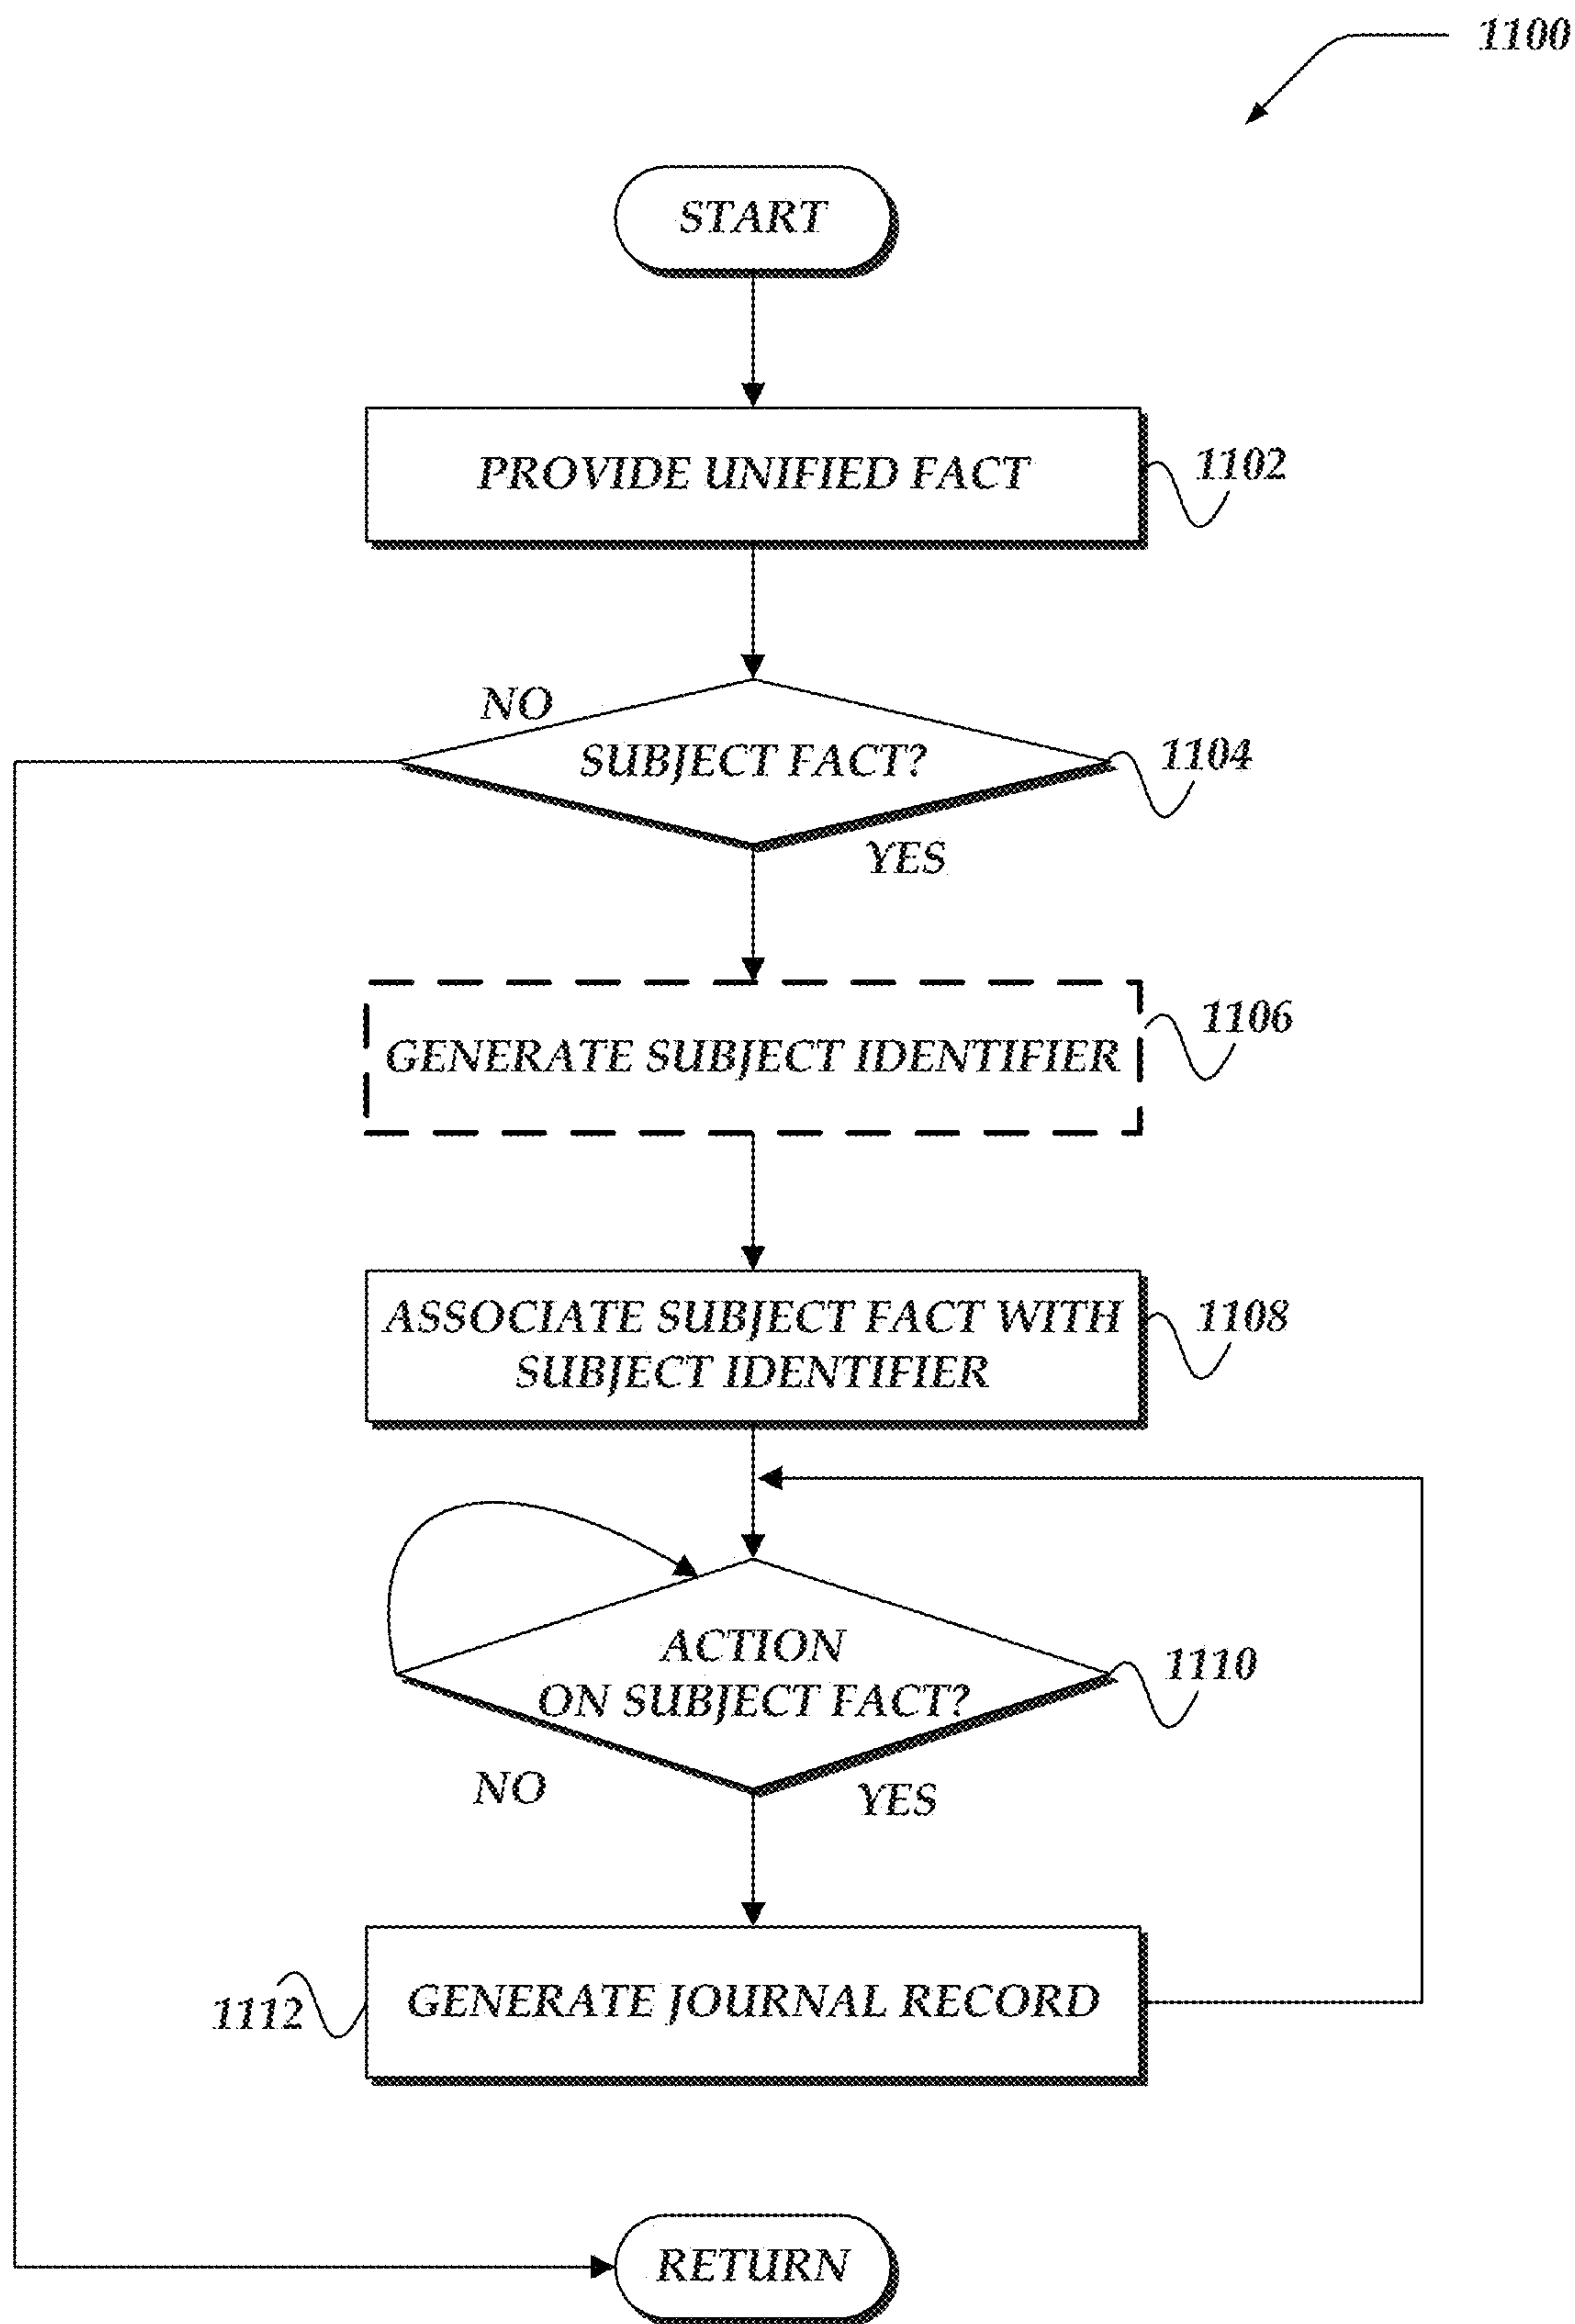 1100
START
PROVIDE UNIFIED FACT
1102
NO
SUBJECT FACT?
1104
YES
GENERATE SUBJECT IDENTIFIER
1106
ASSOCIATE SUBJECT FACT WITH
SUBJECT IDENTIFIER
1108
ACTION
ON SUBJECT FACT?
1110
NO
YES
GENERATE JOURNAL RECORD
1112
RETURN